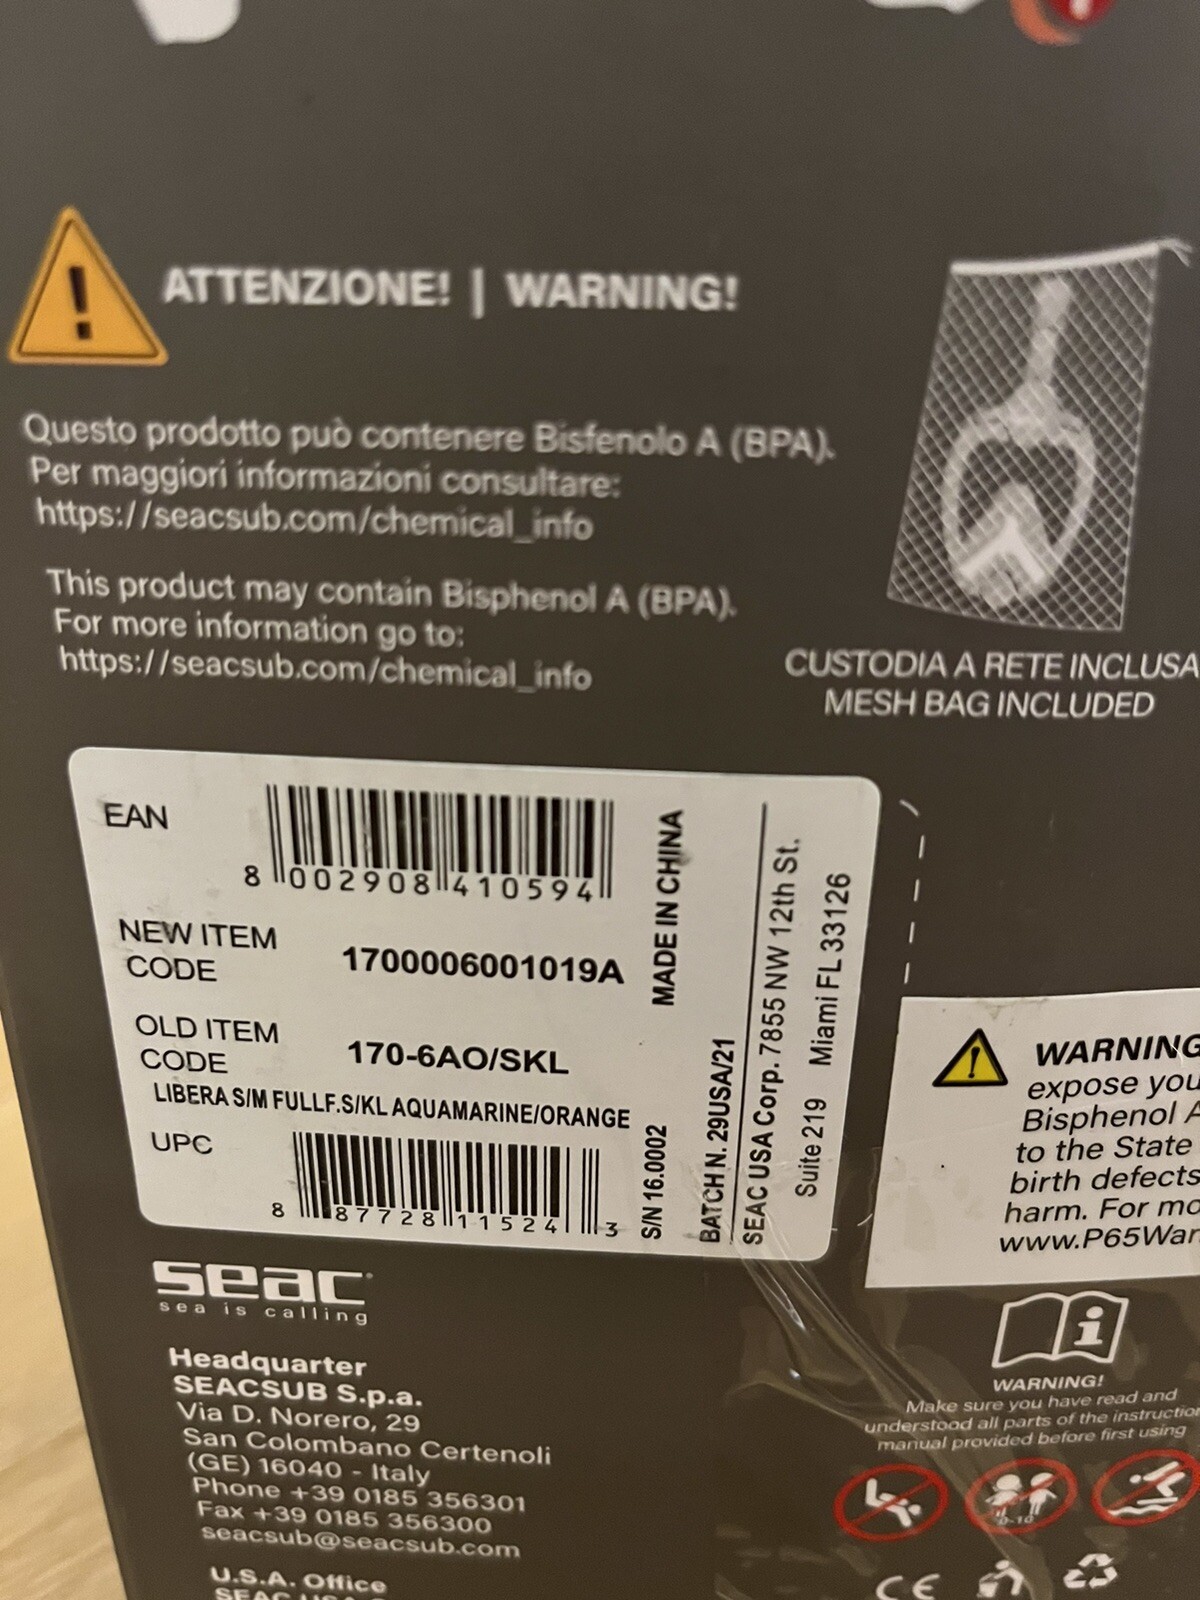 ATTENZIONE! | WARNING!
Questo prodotto può contenere Bisfenolo A (BPA).
Per maggiori informazioni consultare:
https://seacsub.com/chemical_info
This product may contain Bisphenol A (BPA).
For more information go to:
https://seacsub.com/chemical_info
CUSTODIA A RETE INCLUSA
MESH BAG INCLUDED
EAN
8 002908 410594
NEW ITEM
CODE
1700006001019A
OLD ITEM
CODE
170-6AO/SKL
LIBERA S/M FULLF.S/KL AQUAMARINE/ORANGE
UPC
8 87728 11524 3
MADE IN CHINA
S/N 16.0002
BATCH N. 29USA/21
SEAC USA Corp. 7855 NW 12th St.
Suite 219 Miami FL 33126
WARNING
expose you
Bisphenol A
to the State
birth defects
harm. For mo
www.P65War
seac
sea is calling
Headquarter
SEACSUB S.p.a.
Via D. Norero, 29
San Colombano Certenoli
(GE) 16040 - Italy
Phone +39 0185 356301
Fax +39 0185 356300
seacsub@seacsub.com
U.S.A. Office
SEAC USA
WARNING!
Make sure you have read and
understood all parts of the instruction
manual provided before first using
0-10
CE